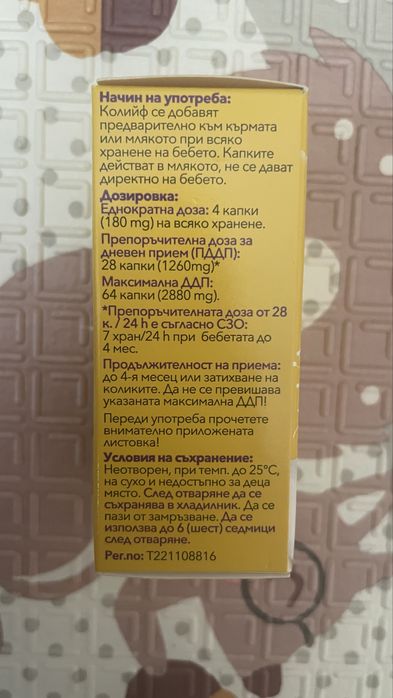 Начин на употреба:
Колийф се добавят
предварително към кърмата
или млякото при всяко
хранене на бебето. Капките
действат в млякото, не се дават
директно на бебето.
Дозировка:
Еднократна доза: 4 капки
(180 mg) на всяко хранене.
Препоръчителна доза за
дневен прием (ПДДП):
28 капки (1260mg)*
Максимална ДДП:
64 капки (2880 mg).
*Препоръчителната доза от 28
к. / 24 h е съгласно СЗО:
7 хран/24 h при бебетата до
4 мес.
Продължителност на приема:
до 4-я месец или затихване на
коликите. Да не се превишава
указаната максимална ДДП!
Переди употреба прочетете
внимателно приложената
листовка!
Условия на съхранение:
Неотворен, при темп. до 25°C,
на сухо и недостъпно за деца
място. След отваряне да се
съхранява в хладилник. Да се
пази от замръзване. Да се
използва до 6 (шест) седмици
след отваряне.
Рег.no: T221108816